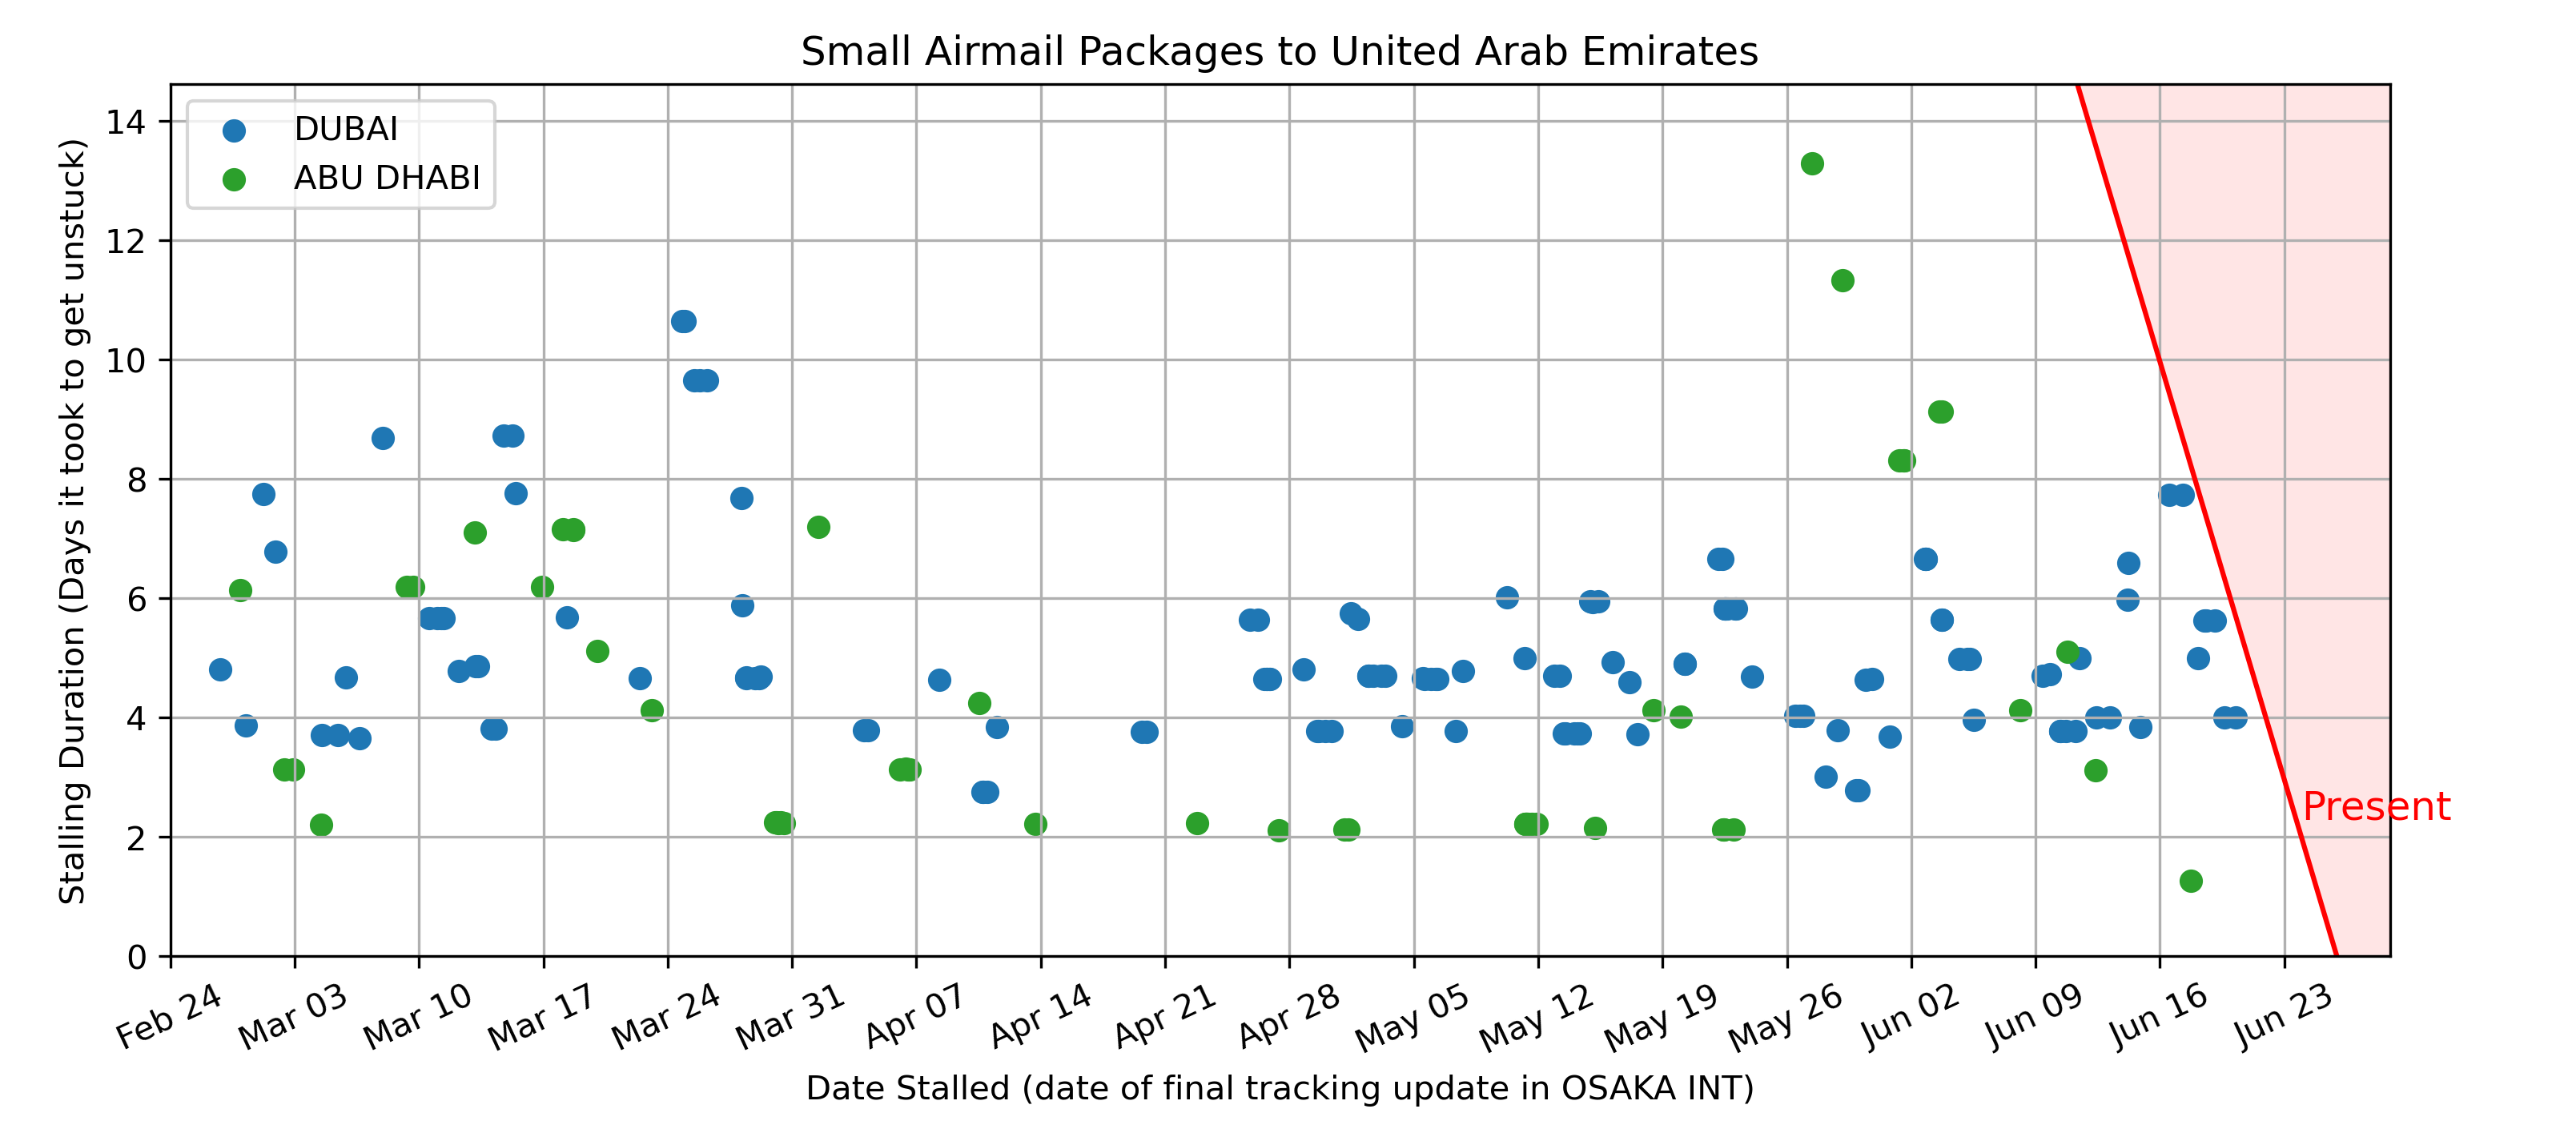 Small Airmail Packages to United Arab Emirates
DUBAI
ABU DHABI
Stalling Duration (Days it took to get unstuck)
14
12
10
8
6
4
2
0
Present
Feb 24
Mar 03
Mar 10
Mar 17
Mar 24
Mar 31
Apr 07
Apr 14
Apr 21
Apr 28
May 05
May 12
May 19
May 26
Jun 02
Jun 09
Jun 16
Jun 23
Date Stalled (date of final tracking update in OSAKA INT)